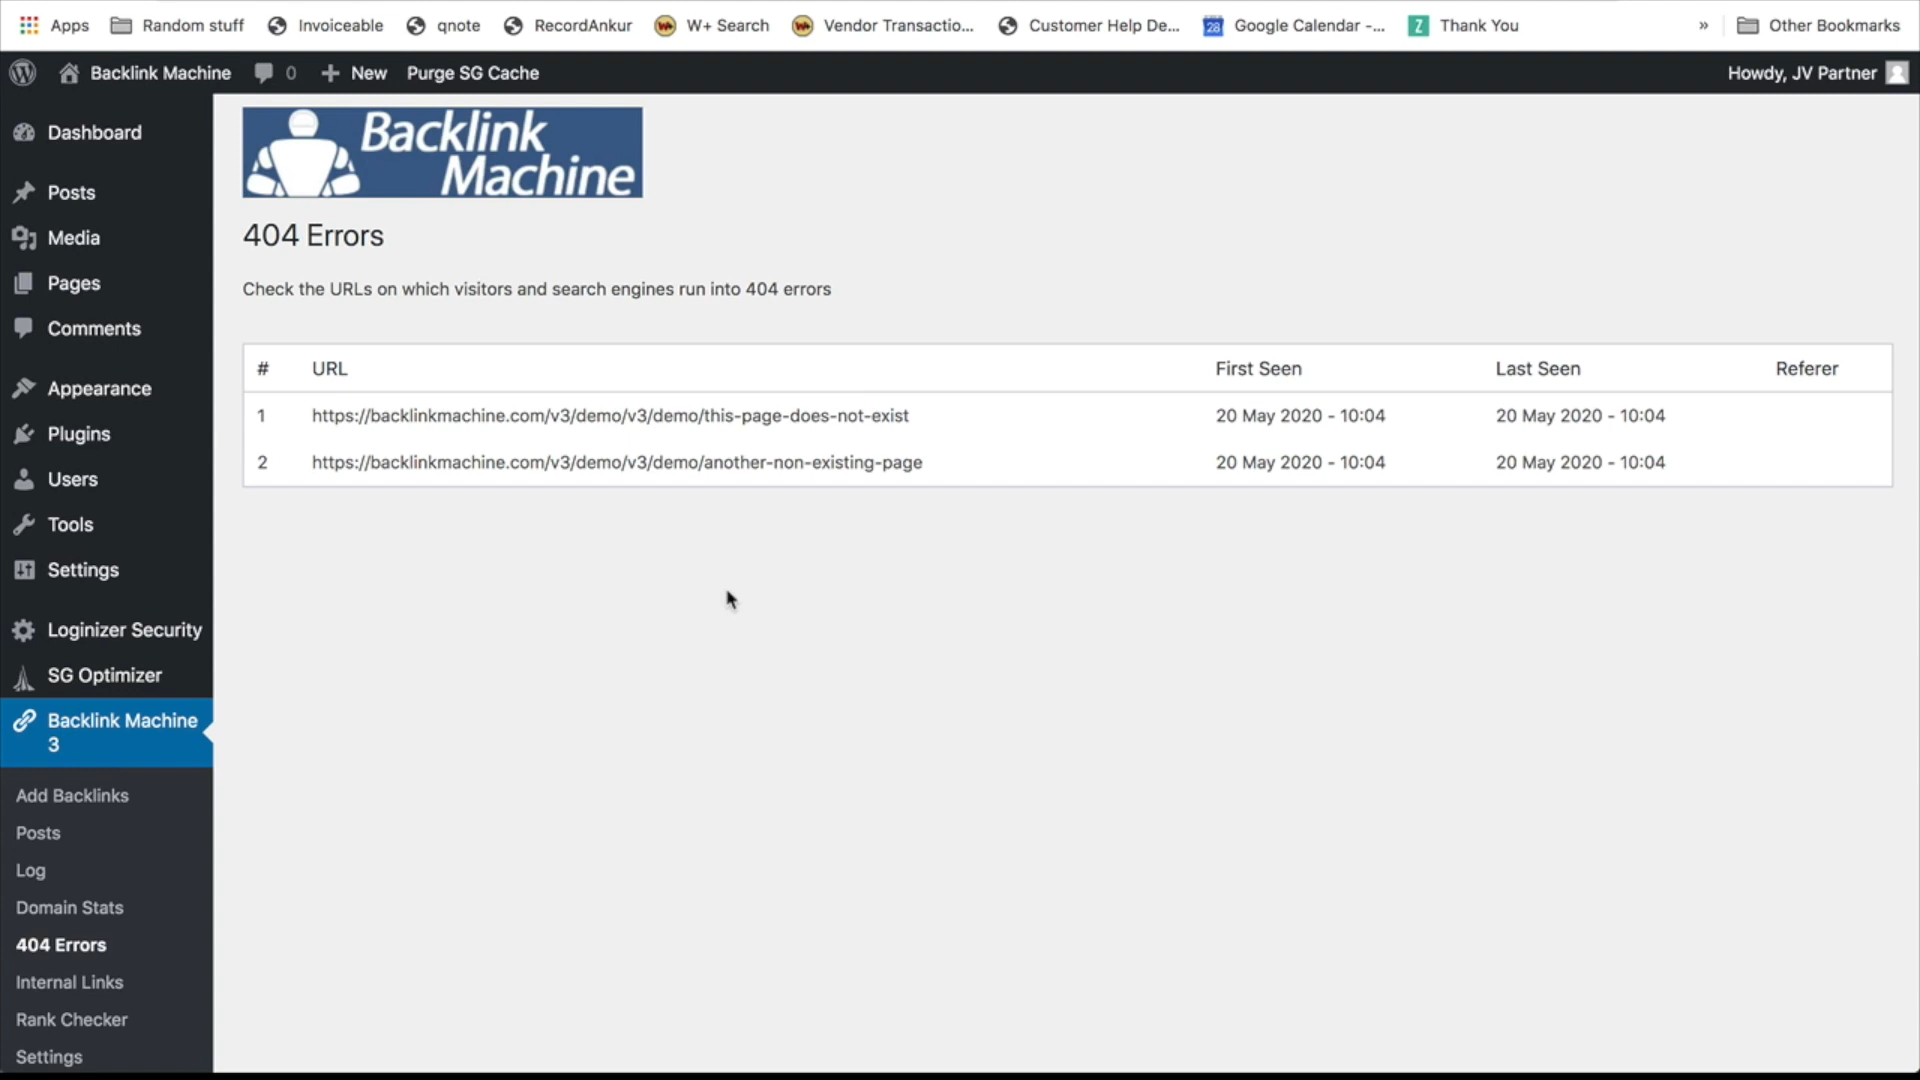 Apps Random stuff Invoiceable qnote RecordAnkur W+ Search Vendor Transactio... Customer Help De... 28 Google Calendar -... Z Thank You » Other Bookmarks
Backlink Machine 0 + New Purge SG Cache Howdy, JV Partner
Dashboard
Posts
Media
Pages
Comments
Appearance
Plugins
Users
Tools
Settings
Loginizer Security
SG Optimizer
Backlink Machine
3
Add Backlinks
Posts
Log
Domain Stats
404 Errors
Internal Links
Rank Checker
Settings
Backlink
Machine
404 Errors
Check the URLs on which visitors and search engines run into 404 errors
# URL First Seen Last Seen Referer
1 https://backlinkmachine.com/v3/demo/v3/demo/this-page-does-not-exist 20 May 2020 - 10:04 20 May 2020 - 10:04
2 https://backlinkmachine.com/v3/demo/v3/demo/another-non-existing-page 20 May 2020 - 10:04 20 May 2020 - 10:04